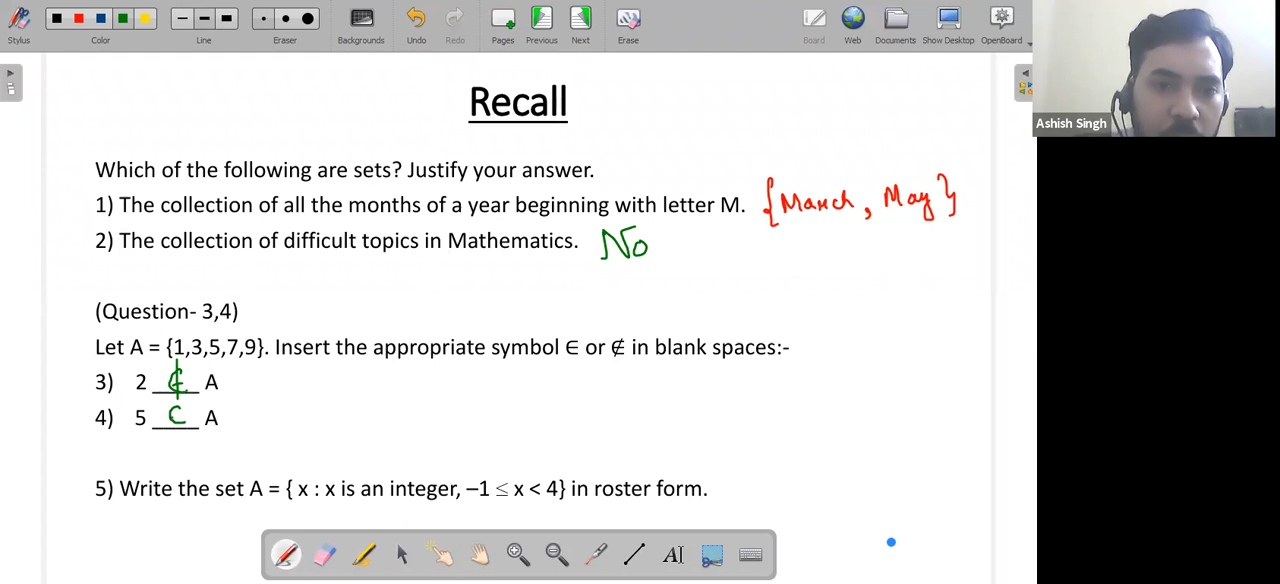 Stylus Color Line Eraser Backgrounds Undo Redo Pages Previous Next Erase Board Web Documents Show Desktop OpenBoard
Ashish Singh
Recall
Which of the following are sets? Justify your answer.
1) The collection of all the months of a year beginning with letter M. {March, May}
2) The collection of difficult topics in Mathematics. No
(Question- 3,4)
Let A = {1,3,5,7,9}. Insert the appropriate symbol ∈ or ∉ in blank spaces:-
3) 2 __∉__ A
4) 5 __∈__ A
5) Write the set A = { x : x is an integer, –1 ≤ x < 4} in roster form.